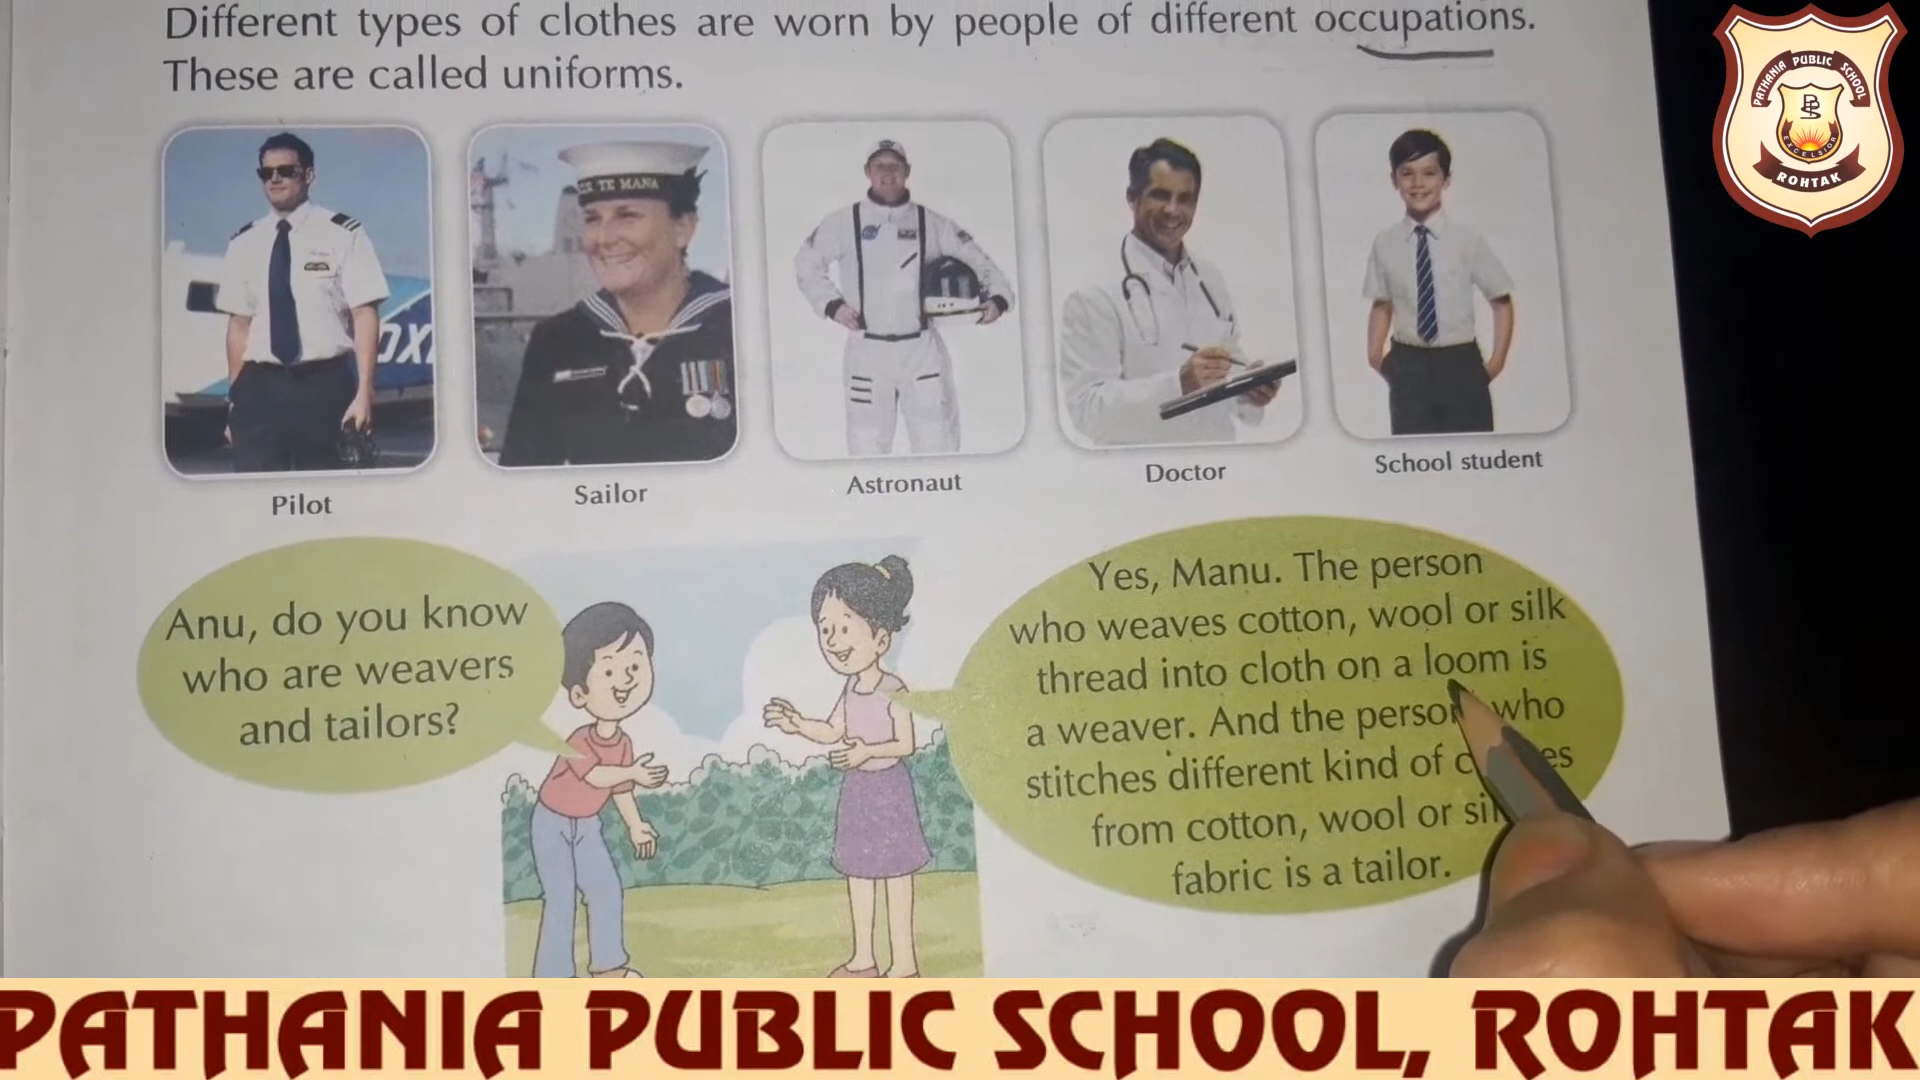 Different types of clothes are worn by people of different occupations.
These are called uniforms.
PATHANIA PUBLIC SCHOOL
EXCELSIOR
ROHTAK
TE MANA
Pilot
Sailor
Astronaut
Doctor
School student
Anu, do you know
who are weavers
and tailors?
Yes, Manu. The person
who weaves cotton, wool or silk
thread into cloth on a loom is
a weaver. And the person who
stitches different kind of
from cotton, wool or
fabric is a tailor.
PATHANIA PUBLIC SCHOOL, ROHTAK